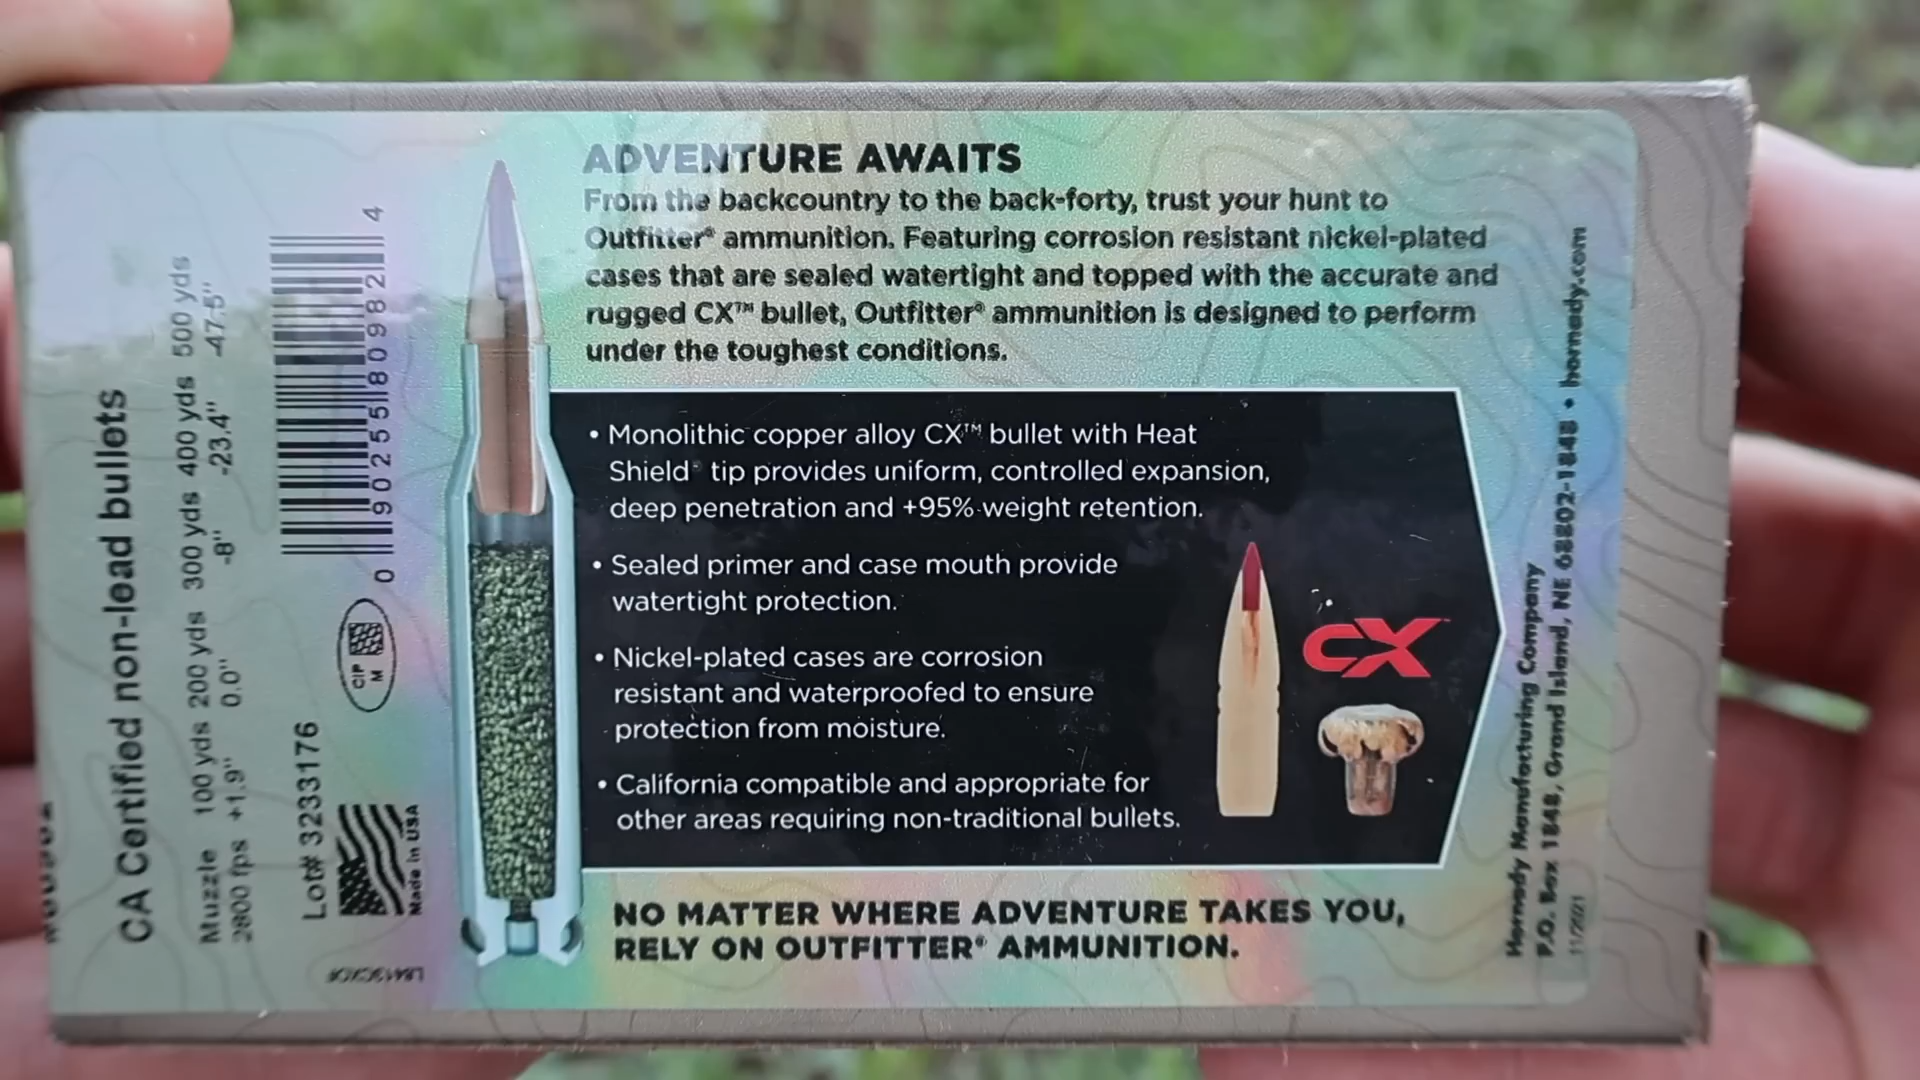 ADVENTURE AWAITS
From the backcountry to the back-forty, trust your hunt to
Outfitter® ammunition. Featuring corrosion resistant nickel-plated
cases that are sealed watertight and topped with the accurate and
rugged CX™ bullet, Outfitter® ammunition is designed to perform
under the toughest conditions.
• Monolithic copper alloy CX™ bullet with Heat
Shield® tip provides uniform, controlled expansion,
deep penetration and +95% weight retention.
• Sealed primer and case mouth provide
watertight protection.
• Nickel-plated cases are corrosion
resistant and waterproofed to ensure
protection from moisture.
• California compatible and appropriate for
other areas requiring non-traditional bullets.
CX™
NO MATTER WHERE ADVENTURE TAKES YOU,
RELY ON OUTFITTER® AMMUNITION.
CA Certified non-lead bullets
Muzzle 100 yds 200 yds 300 yds 400 yds 500 yds
2800 fps +1.9" 0.0" -8" -23.4" -47.5"
0 90255 80982 4
CIP
M
Lot# 3233176
Made in USA
Hornady Manufacturing Company
P.O. Box 1848, Grand Island, NE 68802-1848 • hornady.com
11/2021